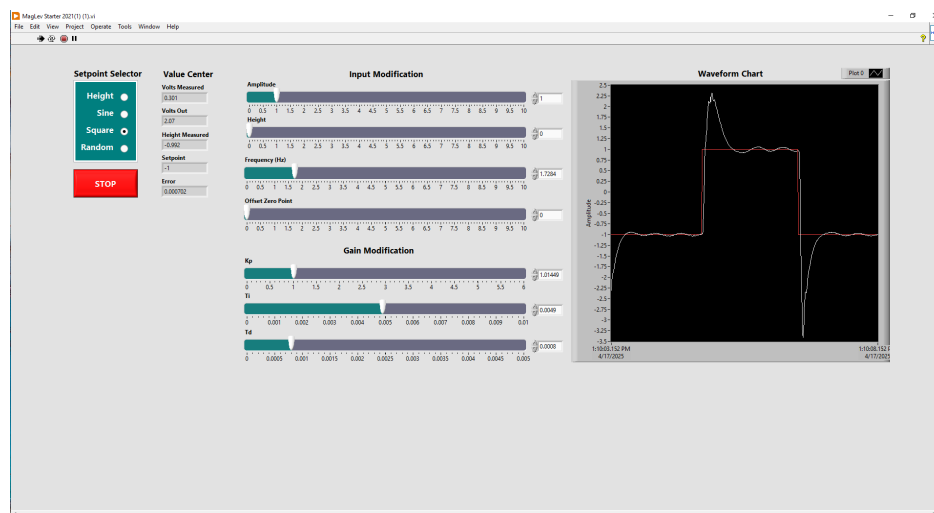 MagLev Starter 2021(1) (1).vi
File Edit View Project Operate Tools Window Help
Setpoint Selector
Height
Sine
Square
Random
STOP
Value Center
Volts Measured
0.301
Volts Out
2.07
Height Measured
-0.992
Setpoint
-1
Error
0.000702
Input Modification
Amplitude
0 0.5 1 1.5 2 2.5 3 3.5 4 4.5 5 5.5 6 6.5 7 7.5 8 8.5 9 9.5 10
1
Height
0 0.5 1 1.5 2 2.5 3 3.5 4 4.5 5 5.5 6 6.5 7 7.5 8 8.5 9 9.5 10
0
Frequency (Hz)
0 0.5 1 1.5 2 2.5 3 3.5 4 4.5 5 5.5 6 6.5 7 7.5 8 8.5 9 9.5 10
1.7284
Offset Zero Point
0 0.5 1 1.5 2 2.5 3 3.5 4 4.5 5 5.5 6 6.5 7 7.5 8 8.5 9 9.5 10
0
Gain Modification
Kp
0 0.5 1 1.5 2 2.5 3 3.5 4 4.5 5 5.5 6
1.01449
Ti
0 0.001 0.002 0.003 0.004 0.005 0.006 0.007 0.008 0.009 0.01
0.0049
Td
0 0.0005 0.001 0.0015 0.002 0.0025 0.003 0.0035 0.004 0.0045 0.005
0.0008
Waveform Chart
Plot 0
Amplitude
2.5
2.25
2
1.75
1.5
1.25
1
0.75
0.5
0.25
0
-0.25
-0.5
-0.75
-1
-1.25
-1.5
-1.75
-2
-2.25
-2.5
-2.75
-3
-3.25
-3.5
1:10:03.152 PM
4/17/2025
1:10:08.152
4/17/2025